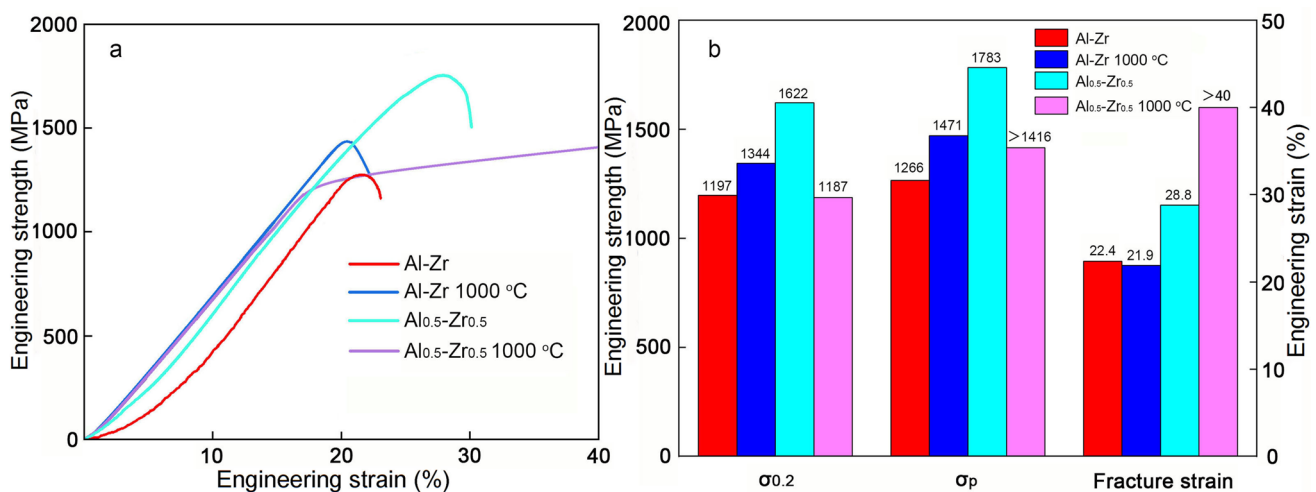 a
2000
1500
1000
500
0
10
20
30
40
Engineering strength (MPa)
Engineering strain (%)
Al-Zr
Al-Zr 1000 °C
Al0.5-Zr0.5
Al0.5-Zr0.5 1000 °C
b
2000
1500
1000
500
0
Engineering strength (MPa)
50
40
30
20
10
0
Engineering strain (%)
Al-Zr
Al-Zr 1000 °C
Al0.5-Zr0.5
Al0.5-Zr0.5 1000 °C
1197
1344
1622
1187
1266
1471
1783
>1416
22.4
21.9
28.8
>40
σ0.2
σp
Fracture strain